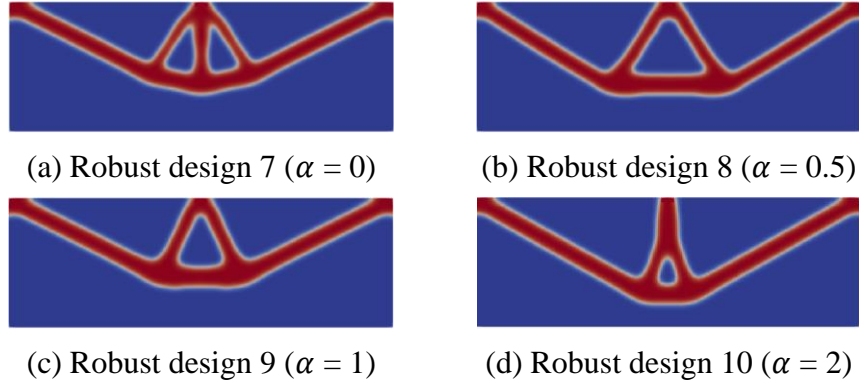 (a) Robust design 7 (𝛼 = 0)
(b) Robust design 8 (𝛼 = 0.5)
(c) Robust design 9 (𝛼 = 1)
(d) Robust design 10 (𝛼 = 2)